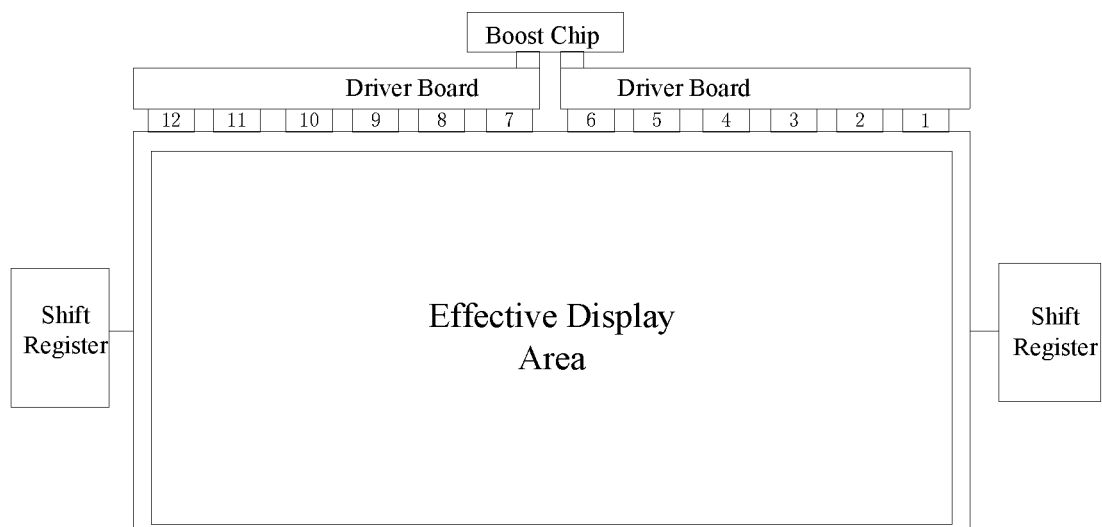 Boost Chip
Driver Board Driver Board
12 11 10 9 8 7 6 5 4 3 2 1
Shift
Register
Effective Display
Area
Shift
Register